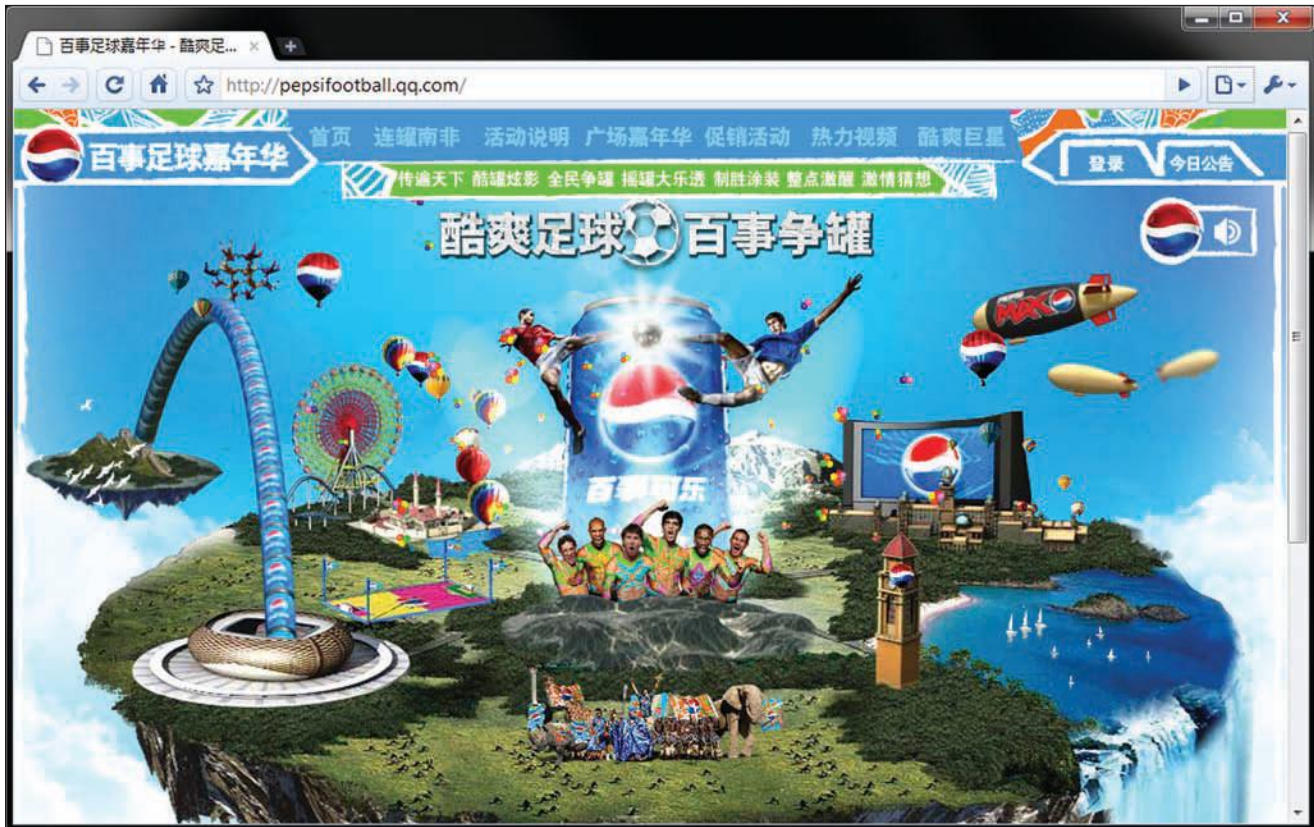 百事足球嘉年华 - 酷爽足...
http://pepsifootball.qq.com/
百事足球嘉年华
首页 连罐南非 活动说明 广场嘉年华 促销活动 热力视频 酷爽巨星
登录 今日公告
传遍天下 酷罐炫影 全民争罐 摇罐大乐透 制胜涂装 整点激醒 激情猜想
酷爽足球 百事争罐
MAX
百事可乐